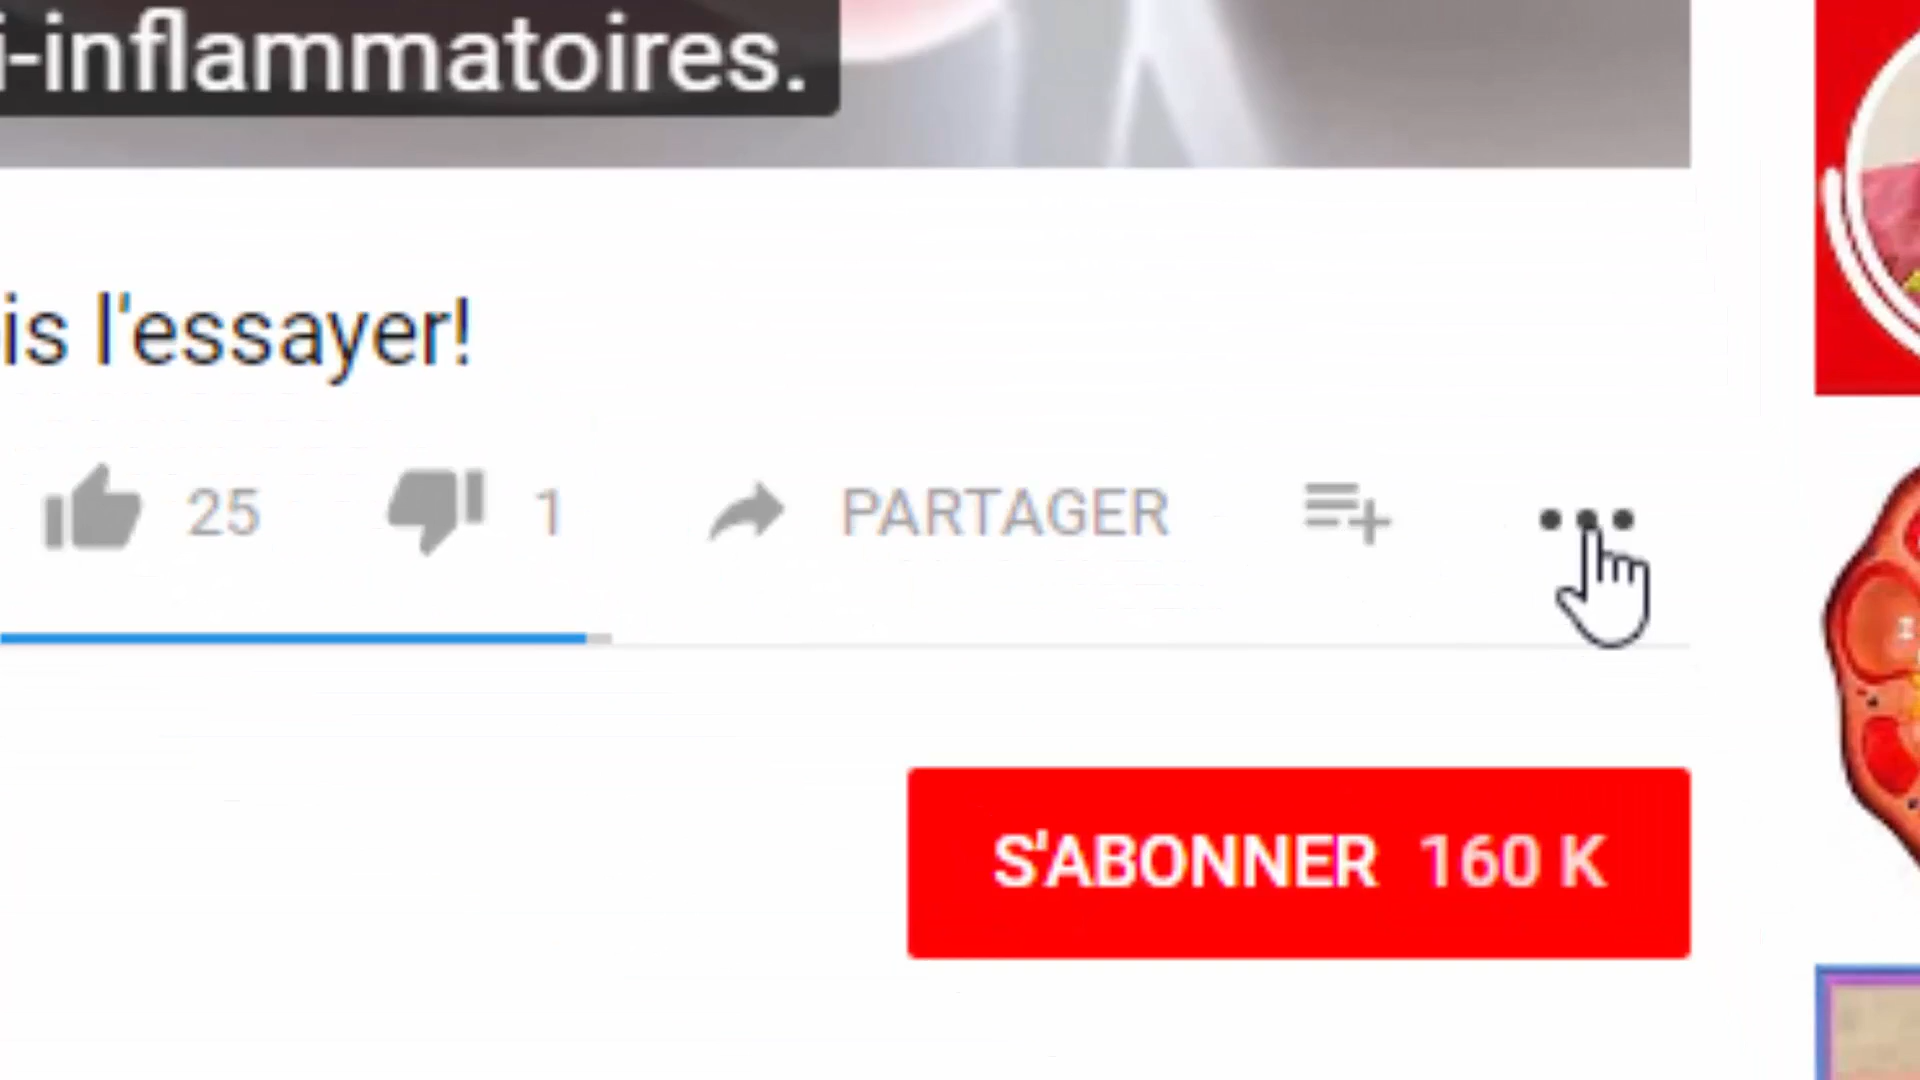 i-inflammatoires.
is l'essayer!
25 1 PARTAGER
S'ABONNER 160 K